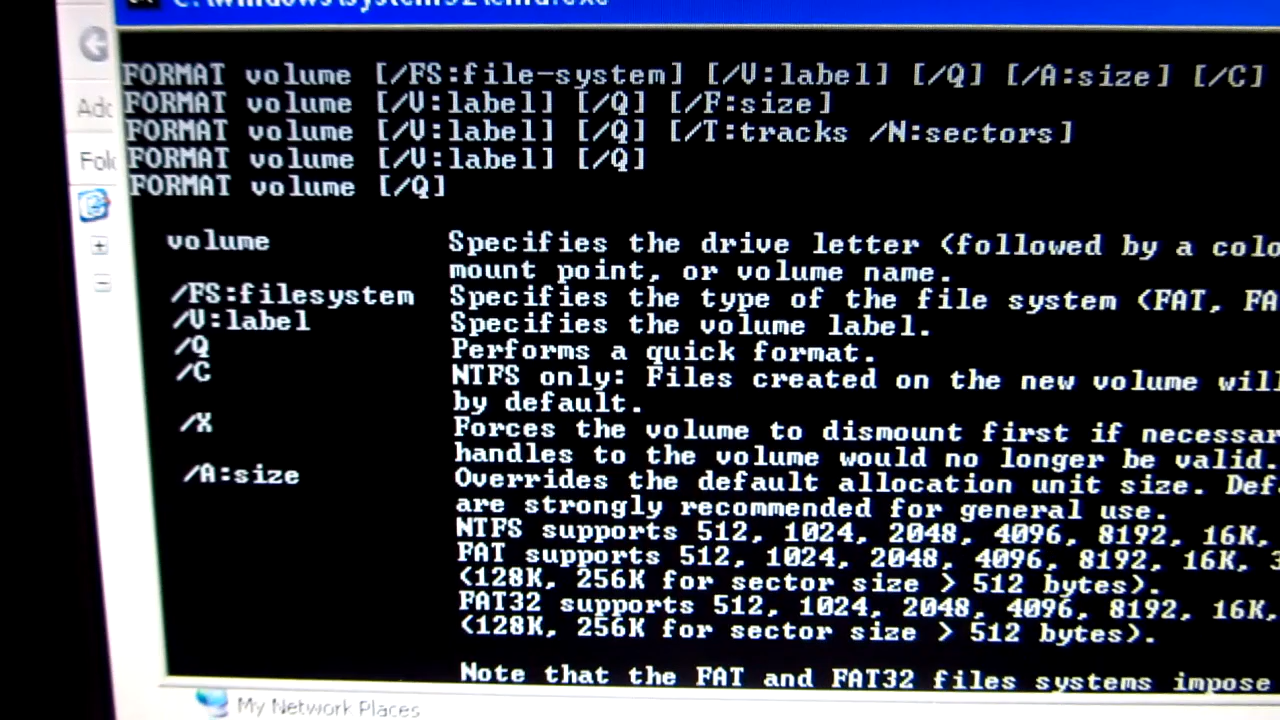 FORMAT volume [/FS:file-system] [/V:label] [/Q] [/A:size] [/C]
FORMAT volume [/V:label] [/Q] [/F:size]
FORMAT volume [/V:label] [/Q] [/T:tracks /N:sectors]
FORMAT volume [/V:label] [/Q]
FORMAT volume [/Q]
volume Specifies the drive letter (followed by a colo
mount point, or volume name.
/FS:filesystem Specifies the type of the file system (FAT, FA
/V:label Specifies the volume label.
/Q Performs a quick format.
/C NTFS only: Files created on the new volume will
by default.
/X Forces the volume to dismount first if necessar
handles to the volume would no longer be valid.
/A:size Overrides the default allocation unit size. Def
are strongly recommended for general use.
NTFS supports 512, 1024, 2048, 4096, 8192, 16K,
FAT supports 512, 1024, 2048, 4096, 8192, 16K, 3
(128K, 256K for sector size > 512 bytes).
FAT32 supports 512, 1024, 2048, 4096, 8192, 16K,
(128K, 256K for sector size > 512 bytes).
Note that the FAT and FAT32 files systems impose
Add
Fol
My Network Places